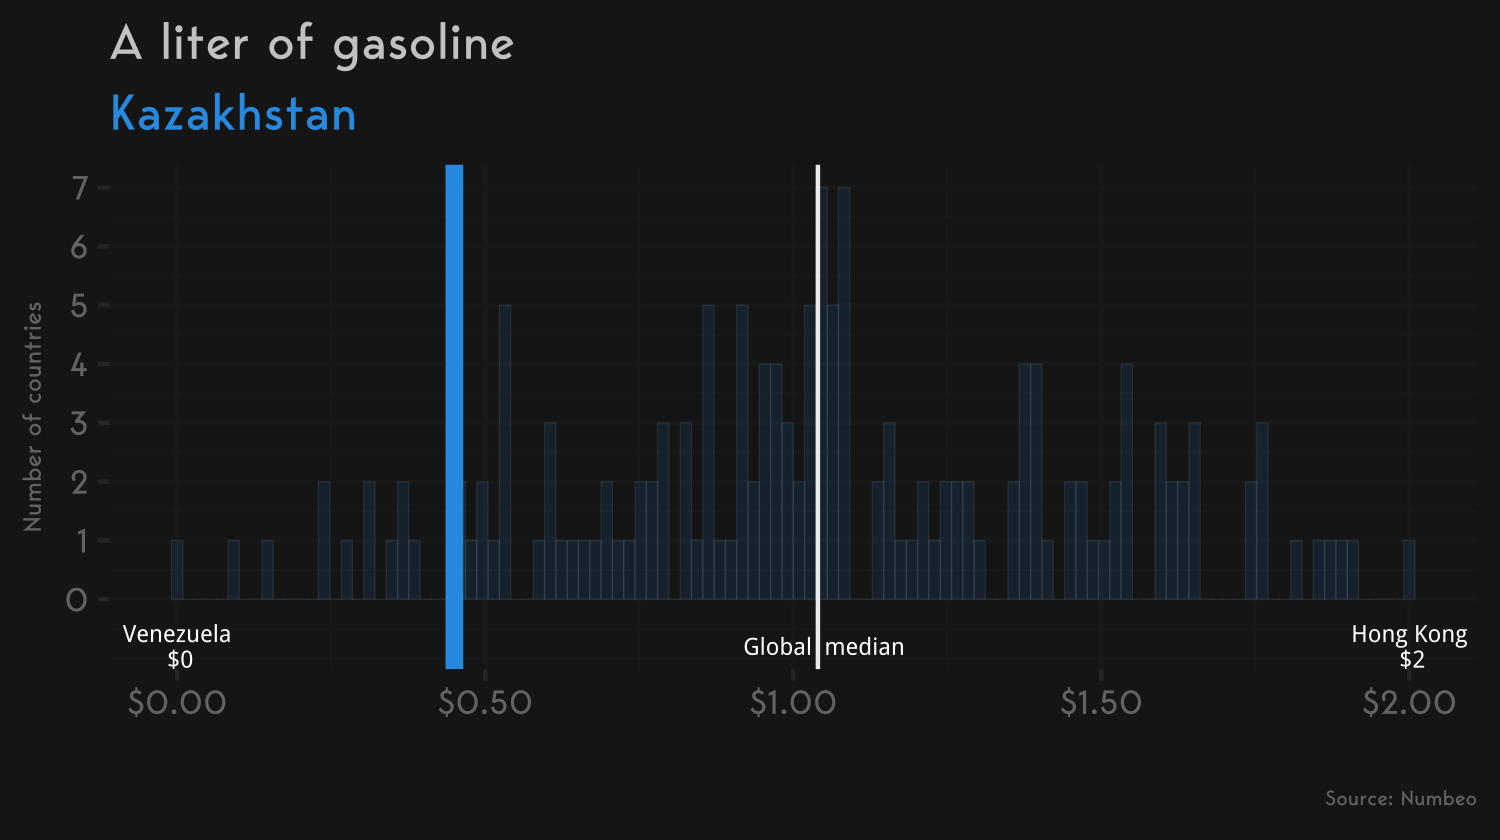 A liter of gasoline
Kazakhstan
Number of countries
7
6
5
4
3
2
1
0
Venezuela
$0
Global median
Hong Kong
$2
$0.00 $0.50 $1.00 $1.50 $2.00
Source: Numbeo